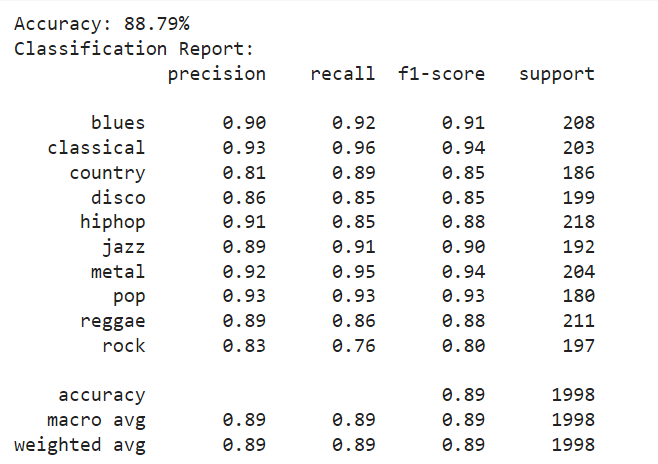 Accuracy: 88.79%
Classification Report:
precision recall f1-score support
blues 0.90 0.92 0.91 208
classical 0.93 0.96 0.94 203
country 0.81 0.89 0.85 186
disco 0.86 0.85 0.85 199
hiphop 0.91 0.85 0.88 218
jazz 0.89 0.91 0.90 192
metal 0.92 0.95 0.94 204
pop 0.93 0.93 0.93 180
reggae 0.89 0.86 0.88 211
rock 0.83 0.76 0.80 197
accuracy 0.89 1998
macro avg 0.89 0.89 0.89 1998
weighted avg 0.89 0.89 0.89 1998